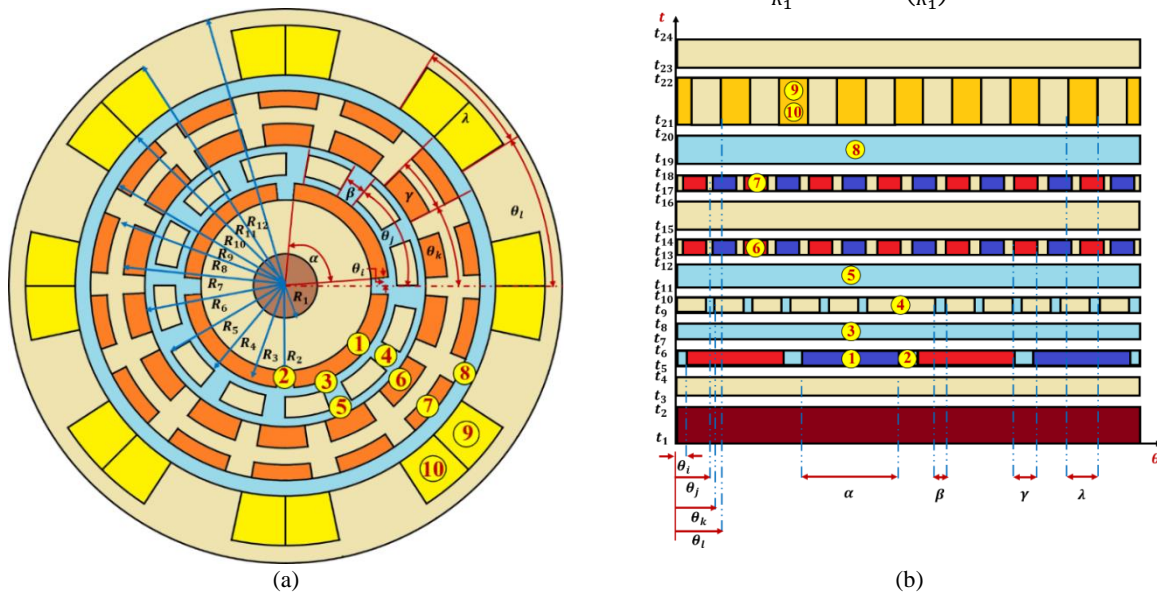 R₁ (R₁)
λ
β
γ
θₗ
θⱼ
θₖ
θᵢ
α
R₁₂
R₁₁
R₁₀
R₉
R₈
R₇
R₆
R₅
R₄
R₃
R₂
R₁
1
2
3
4
5
6
7
8
9
10
(a)
t
t₂₄
t₂₃
t₂₂
9
10
t₂₁
t₂₀
8
t₁₉
t₁₈
7
t₁₇
t₁₆
t₁₅
t₁₄
6
t₁₃
t₁₂
5
t₁₁
t₁₀
4
t₉
t₈
3
t₇
t₆
1 2
t₅
t₄
t₃
t₂
t₁
θ
θᵢ
θⱼ
α β γ λ
θₖ
θₗ
(b)